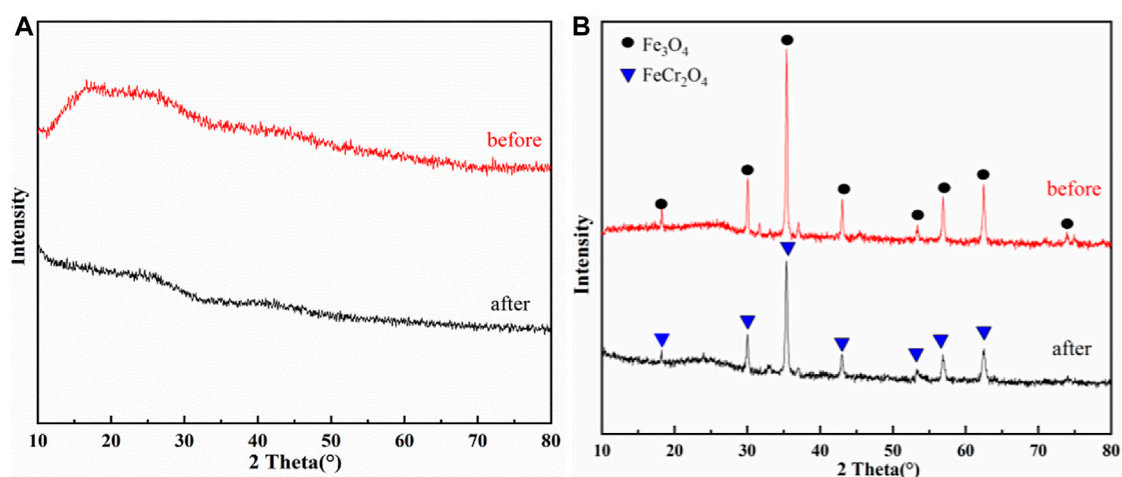 A
before
after
Intensity
10 20 30 40 50 60 70 80
2 Theta(°)
B
Fe₃O₄
FeCr₂O₄
before
after
Intensity
10 20 30 40 50 60 70 80
2 Theta(°)